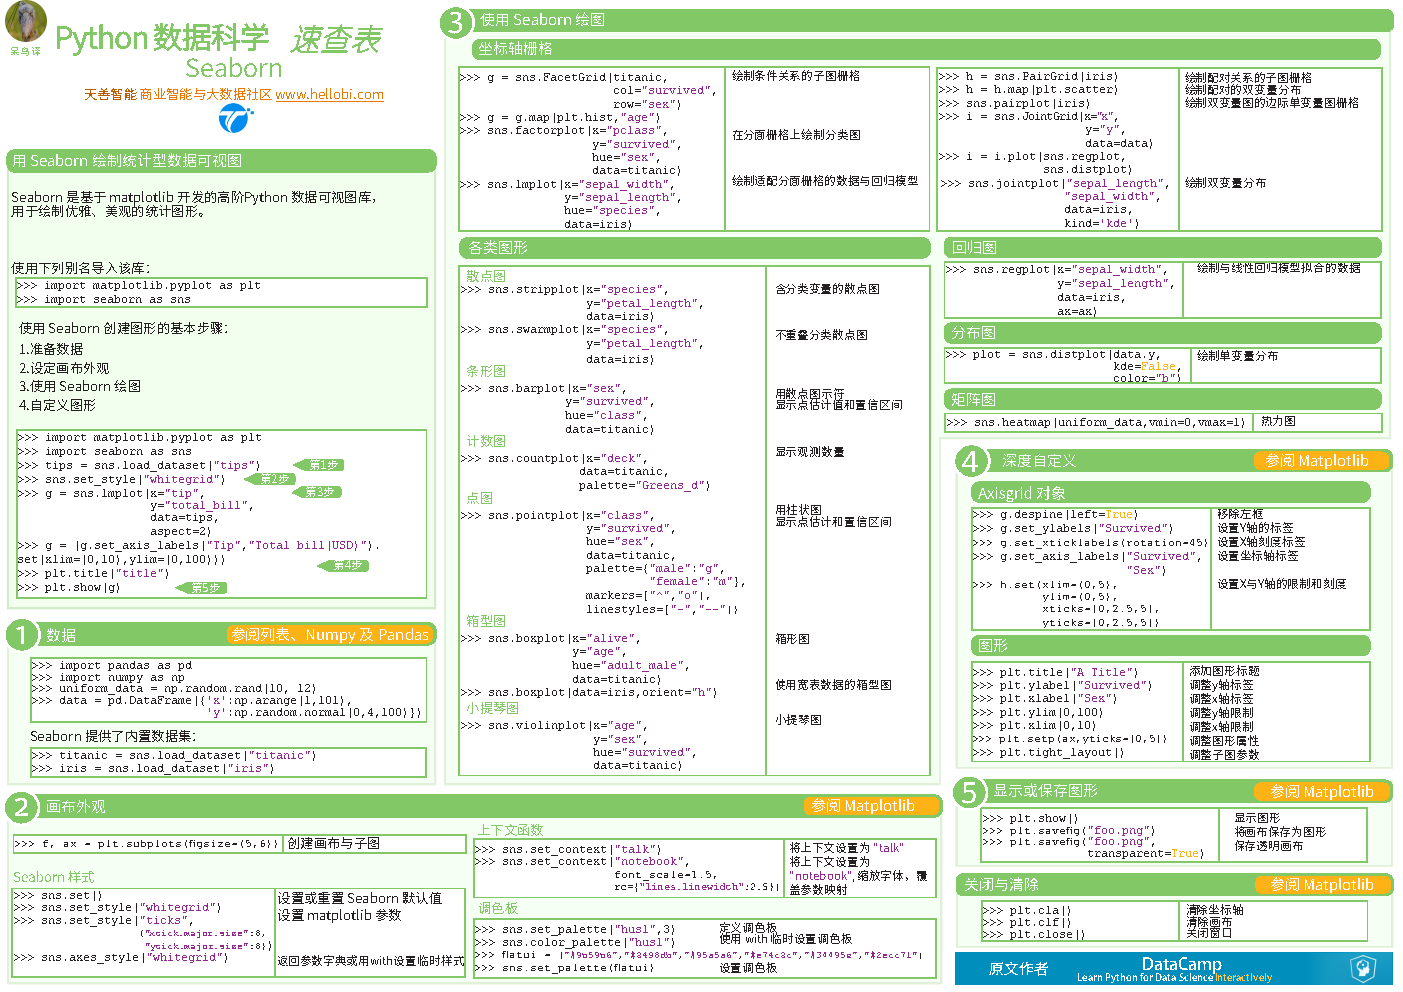 呆鸟译
Python 数据科学 速查表
Seaborn
天善智能 商业智能与大数据社区 www.hellobi.com
用 Seaborn 绘制统计型数据可视图
Seaborn 是基于 matplotlib 开发的高阶Python 数据可视图库，
用于绘制优雅、美观的统计图形。
使用下列别名导入该库：
>>> import matplotlib.pyplot as plt
>>> import seaborn as sns
使用 Seaborn 创建图形的基本步骤：
1.准备数据
2.设定画布外观
3.使用 Seaborn 绘图
4.自定义图形
>>> import matplotlib.pyplot as plt
>>> import seaborn as sns
>>> tips = sns.load_dataset|"tips") 第1步
>>> sns.set_style|"whitegrid") 第2步
>>> g = sns.lmplot|x="tip", 第3步
y="total_bill",
data=tips,
aspect=2)
>>> g = |g.set_axis_labels|"Tip","Total bill|USD)").
set|xlim=|0,10),ylim=|0,100))) 第4步
>>> plt.title|"title")
>>> plt.show|g) 第5步
1 数据 参阅列表、Numpy 及 Pandas
>>> import pandas as pd
>>> import numpy as np
>>> uniform_data = np.random.rand|10, 12)
>>> data = pd.DataFrame|{'x':np.arange|1,101),
'y':np.random.normal|0,4,100)})
Seaborn 提供了内置数据集：
>>> titanic = sns.load_dataset|"titanic")
>>> iris = sns.load_dataset|"iris")
2 画布外观 参阅 Matplotlib
>>> f, ax = plt.subplots(figsize=(5,6)) 创建画布与子图
Seaborn 样式
>>> sns.set|) 设置或重置 Seaborn 默认值
>>> sns.set_style|"whitegrid") 设置 matplotlib 参数
>>> sns.set_style|"ticks",
{"xtick.major.size":8,
"ytick.major.size":8})
>>> sns.axes_style|"whitegrid") 返回参数字典或用with设置临时样式
上下文函数
>>> sns.set_context|"talk") 将上下文设置为 "talk"
>>> sns.set_context|"notebook", 将上下文设置为
font_scale=1.5, "notebook", 缩放字体，覆
rc={"lines.linewidth":2.5}) 盖参数映射
调色板
>>> sns.set_palette|"husl",3) 定义调色板
>>> sns.color_palette|"husl") 使用 with 临时设置调色板
>>> flatui = |"#9b59b6","#3498db","#95a5a6","#e74c3c","#34495e","#2ecc71"|
>>> sns.set_palette(flatui) 设置调色板
3 使用 Seaborn 绘图
坐标轴栅格
>>> g = sns.FacetGrid|titanic, 绘制条件关系的子图栅格
col="survived",
row="sex")
>>> g = g.map|plt.hist,"age")
>>> sns.factorplot|x="pclass", 在分面栅格上绘制分类图
y="survived",
hue="sex",
data=titanic)
>>> sns.lmplot|x="sepal_width", 绘制适配分面栅格的数据与回归模型
y="sepal_length",
hue="species",
data=iris)
>>> h = sns.PairGrid|iris) 绘制配对关系的子图栅格
>>> h = h.map|plt.scatter) 绘制配对的双变量分布
>>> sns.pairplot|iris) 绘制双变量图的边际单变量图栅格
>>> i = sns.JointGrid|x="x",
y="y",
data=data)
>>> i = i.plot|sns.regplot,
sns.distplot)
>>> sns.jointplot|"sepal_length", 绘制双变量分布
"sepal_width",
data=iris,
kind='kde')
各类图形
散点图
>>> sns.stripplot|x="species", 含分类变量的散点图
y="petal_length",
data=iris)
>>> sns.swarmplot|x="species", 不重叠分类散点图
y="petal_length",
data=iris)
条形图
>>> sns.barplot|x="sex", 用散点图示符
y="survived", 显示点估计值和置信区间
hue="class",
data=titanic)
计数图
>>> sns.countplot|x="deck", 显示观测数量
data=titanic,
palette="Greens_d")
点图
>>> sns.pointplot|x="class", 用柱状图
y="survived", 显示点估计和置信区间
hue="sex",
data=titanic,
palette={"male":"g",
"female":"m"},
markers=["^","o"|,
linestyles=["-","--"|)
箱型图
>>> sns.boxplot|x="alive", 箱形图
y="age",
hue="adult_male",
data=titanic)
>>> sns.boxplot|data=iris,orient="h") 使用宽表数据的箱型图
小提琴图
>>> sns.violinplot|x="age", 小提琴图
y="sex",
hue="survived",
data=titanic)
回归图
>>> sns.regplot|x="sepal_width", 绘制与线性回归模型拟合的数据
y="sepal_length",
data=iris,
ax=ax)
分布图
>>> plot = sns.distplot|data.y, 绘制单变量分布
kde=False,
color="b")
矩阵图
>>> sns.heatmap|uniform_data,vmin=0,vmax=1) 热力图
4 深度自定义 参阅 Matplotlib
Axisgrid 对象
>>> g.despine|left=True) 移除左框
>>> g.set_ylabels|"Survived") 设置Y轴的标签
>>> g.set_xticklabels(rotation=45) 设置X轴刻度标签
>>> g.set_axis_labels|"Survived", 设置坐标轴标签
"Sex")
>>> h.set(xlim=(0,5), 设置X与Y轴的限制和刻度
ylim=(0,5),
xticks=|0,2.5,5|,
yticks=|0,2.5,5|)
图形
>>> plt.title|"A Title") 添加图形标题
>>> plt.ylabel|"Survived") 调整y轴标签
>>> plt.xlabel|"Sex") 调整x轴标签
>>> plt.ylim|0,100) 调整y轴限制
>>> plt.xlim|0,10) 调整x轴限制
>>> plt.setp(ax,yticks=|0,5|) 调整图形属性
>>> plt.tight_layout|) 调整子图参数
5 显示或保存图形 参阅 Matplotlib
>>> plt.show|) 显示图形
>>> plt.savefig|"foo.png") 将画布保存为图形
>>> plt.savefig|"foo.png", 保存透明画布
transparent=True)
关闭与清除 参阅 Matplotlib
>>> plt.cla|) 清除坐标轴
>>> plt.clf|) 清除画布
>>> plt.close|) 关闭窗口
原文作者 DataCamp
Learn Python for Data Science Interactively